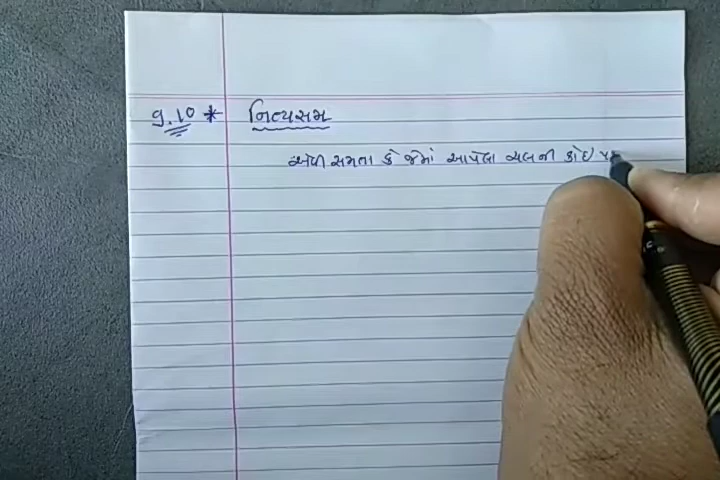 9.10 * નિત્યસમ
એવી સમતા કે જેમાં આપેલા ચલની કોઈ પણ